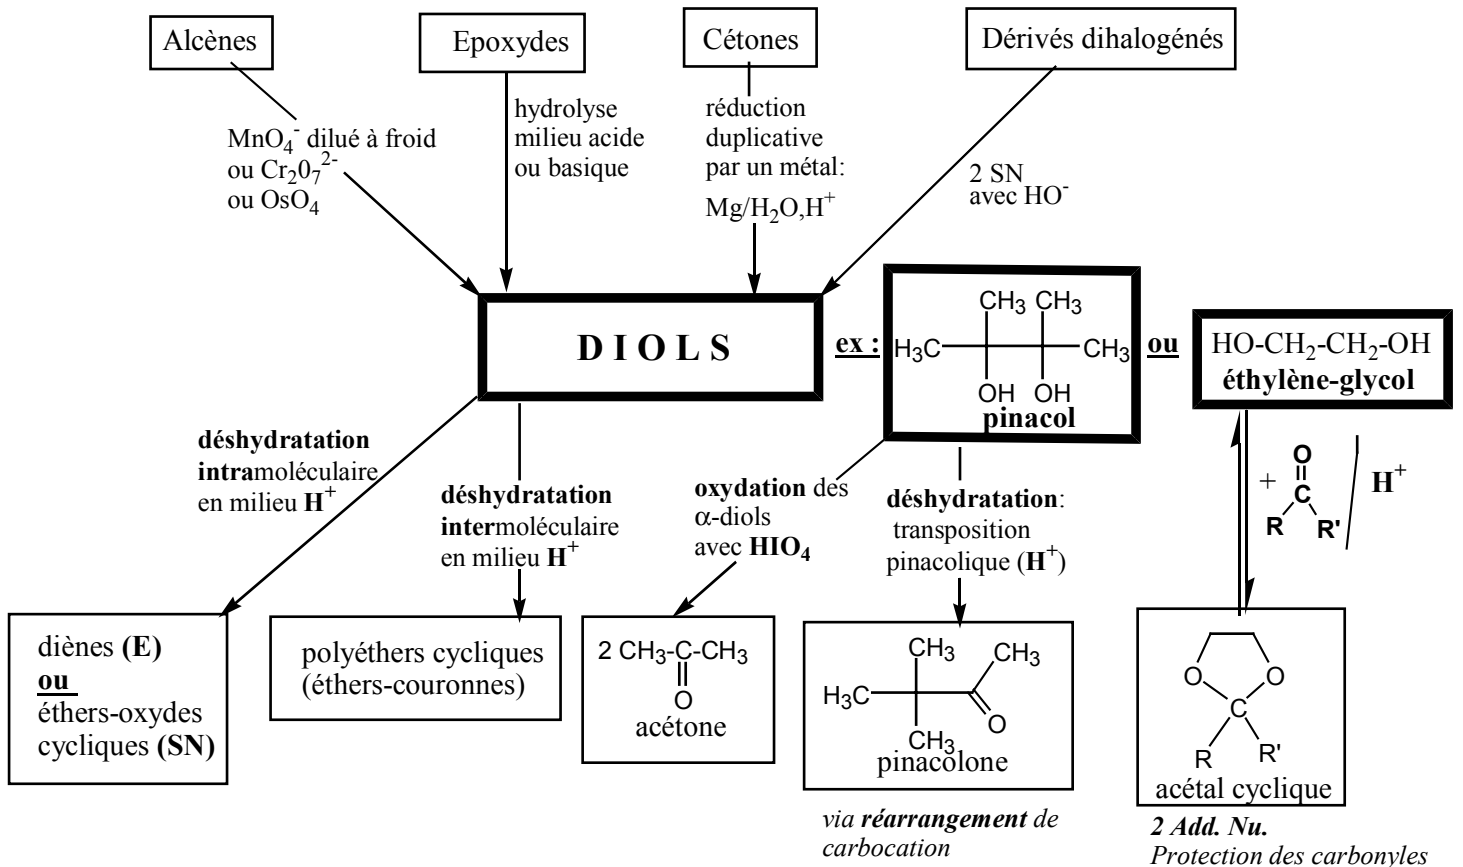 Alcènes
Epoxydes
Cétones
Dérivés dihalogénés
MnO₄⁻ dilué à froid
ou Cr₂0₇²⁻
ou OsO₄
hydrolyse
milieu acide
ou basique
réduction
duplicative
par un métal:
Mg/H₂O,H⁺
2 SN
avec HO⁻
D I O L S
ex :
CH₃ CH₃
H₃C CH₃
OH OH
pinacol
ou
HO-CH₂-CH₂-OH
éthylène-glycol
déshydratation
intramoléculaire
en milieu H⁺
déshydratation
intermoléculaire
en milieu H⁺
oxydation des
α-diols
avec HIO₄
déshydratation:
transposition
pinacolique (H⁺)
O
+ C H⁺
R R'
diènes (E)
ou
éthers-oxydes
cycliques (SN)
polyéthers cycliques
(éthers-couronnes)
2 CH₃-C-CH₃
O
acétone
CH₃ CH₃
H₃C
O
CH₃
pinacolone
via réarrangement de
carbocation
O O
C
R R'
acétal cyclique
2 Add. Nu.
Protection des carbonyles